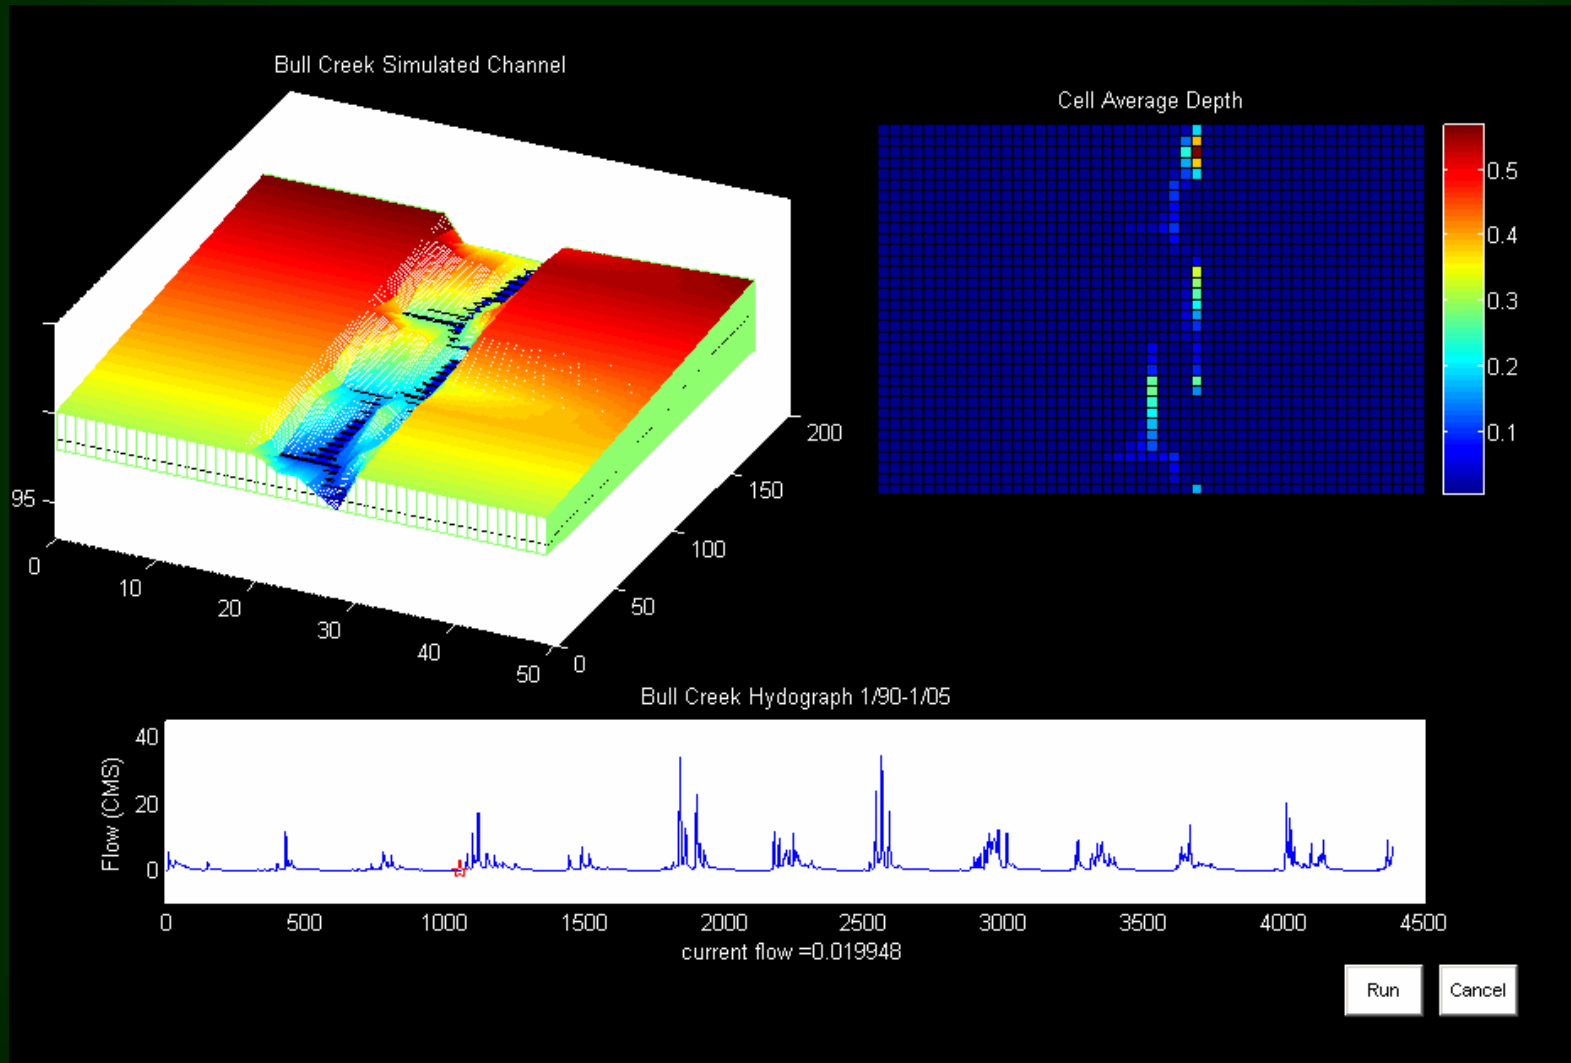 Bull Creek Simulated Channel
95
0
10
20
30
40
50
0
50
100
150
200
Cell Average Depth
0.5
0.4
0.3
0.2
0.1
Bull Creek Hydograph 1/90-1/05
Flow (CMS)
40
20
0
0 500 1000 1500 2000 2500 3000 3500 4000 4500
current flow =0.019948
Run Cancel